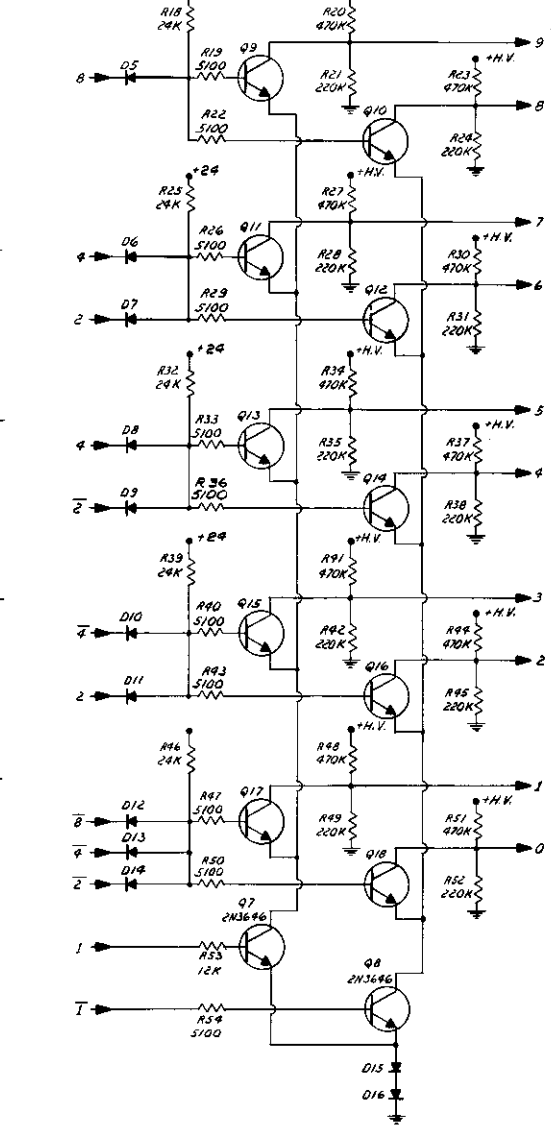 R18
24K
R20
470K
R19
5100
Q9
9
+H.V.
8
D5
R21
220K
R23
470K
R22
5100
Q10
8
R24
220K
+24
+H.V.
R25
24K
R27
470K
R26
5100
Q11
7
+H.V.
4
D6
R28
220K
R30
470K
R29
5100
Q12
6
2
D7
R31
220K
+24
+H.V.
R32
24K
R34
470K
R33
5100
Q13
5
+H.V.
4
D8
R35
220K
R37
470K
R36
5100
Q14
4
2̅
D9
R38
220K
+24
+H.V.
R39
24K
R41
470K
R40
5100
Q15
3
+H.V.
4̅
D10
R42
220K
R44
470K
R43
5100
Q16
2
2
D11
R45
220K
+H.V.
R46
24K
R48
470K
R47
5100
Q17
1
+H.V.
8̅
D12
R49
220K
R51
470K
4̅
D13
R50
5100
Q18
0
2̅
D14
R52
220K
Q7
2N3646
1
R53
12K
Q8
2N3646
1̅
R54
5100
D15
D16